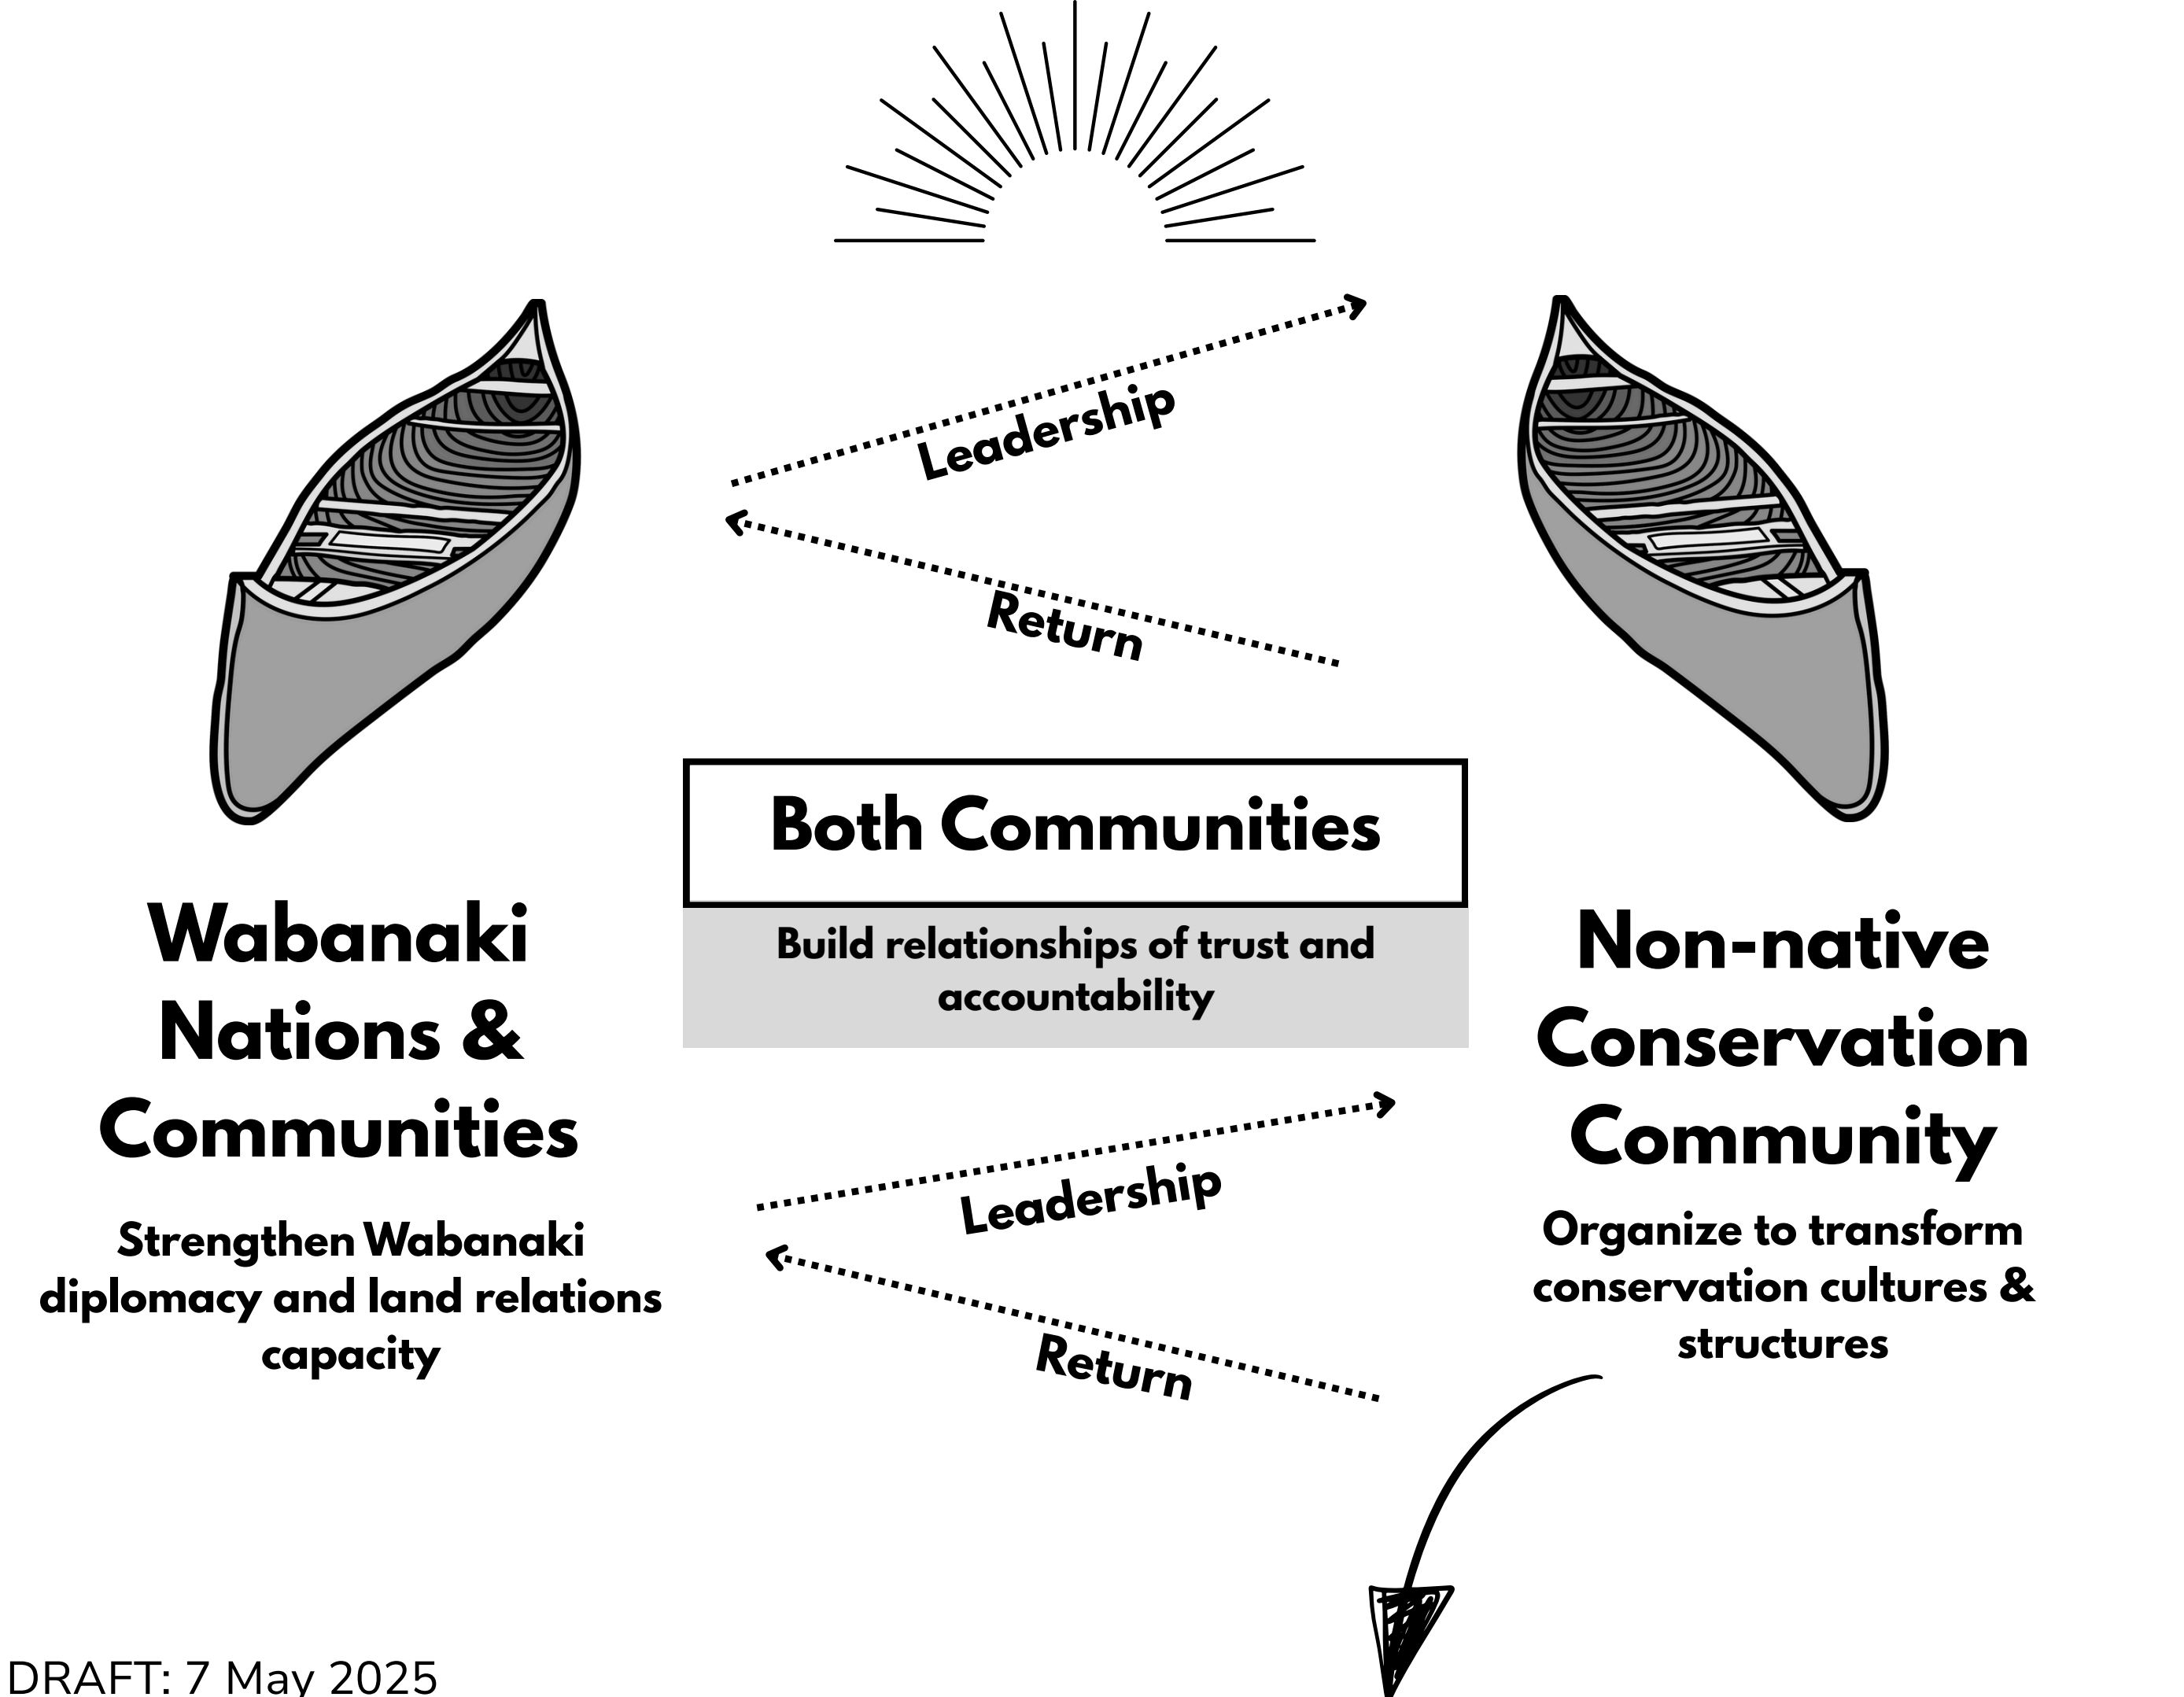 Leadership
Return
Both Communities
Build relationships of trust and
accountability
Wabanaki
Nations &
Communities
Strengthen Wabanaki
diplomacy and land relations
capacity
Non-native
Conservation
Community
Organize to transform
conservation cultures &
structures
Leadership
Return
DRAFT: 7 May 2025